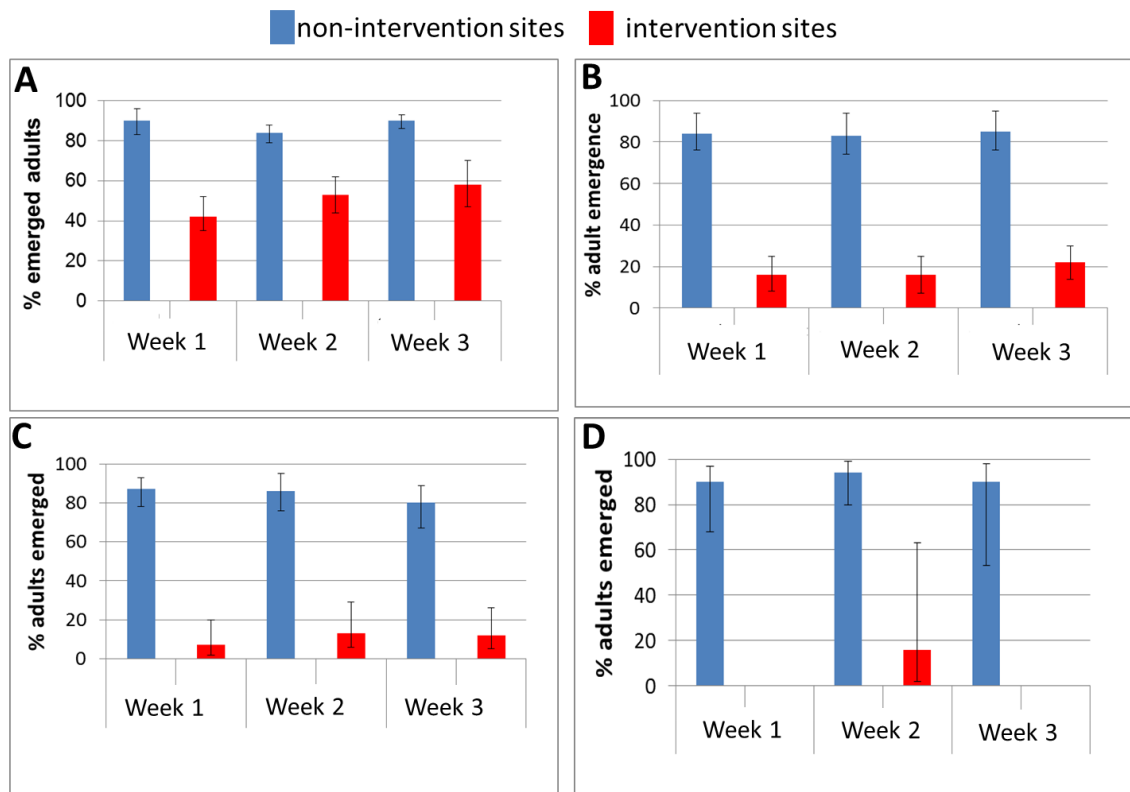 non-intervention sites intervention sites
A
% emerged adults
100
80
60
40
20
0
Week 1 Week 2 Week 3
B
% adult emergence
100
80
60
40
20
0
Week 1 Week 2 Week 3
C
% adults emerged
100
80
60
40
20
0
Week 1 Week 2 Week 3
D
% adults emerged
100
80
60
40
20
0
Week 1 Week 2 Week 3